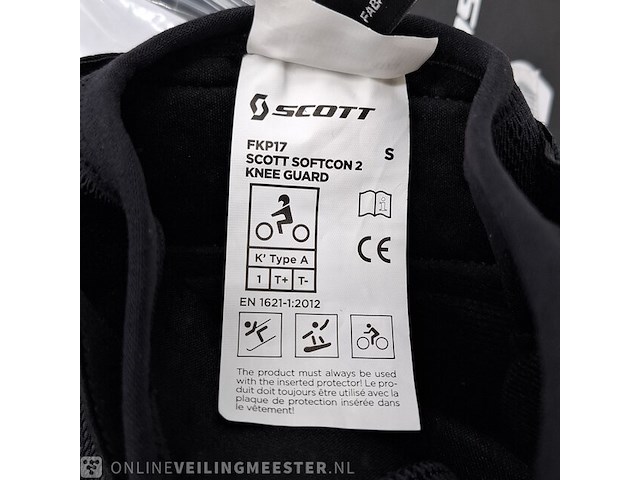 FABR
SCOTT
FKP17
SCOTT SOFTCON 2
KNEE GUARD
S
K' Type A
1 T+ T-
CE
EN 1621-1:2012
The product must always be used
with the inserted protector! Le pro-
duit doit toujours être utilisé avec la
plaque de protection insérée dans
le vêtement!
ONLINEVEILINGMEESTER.NL